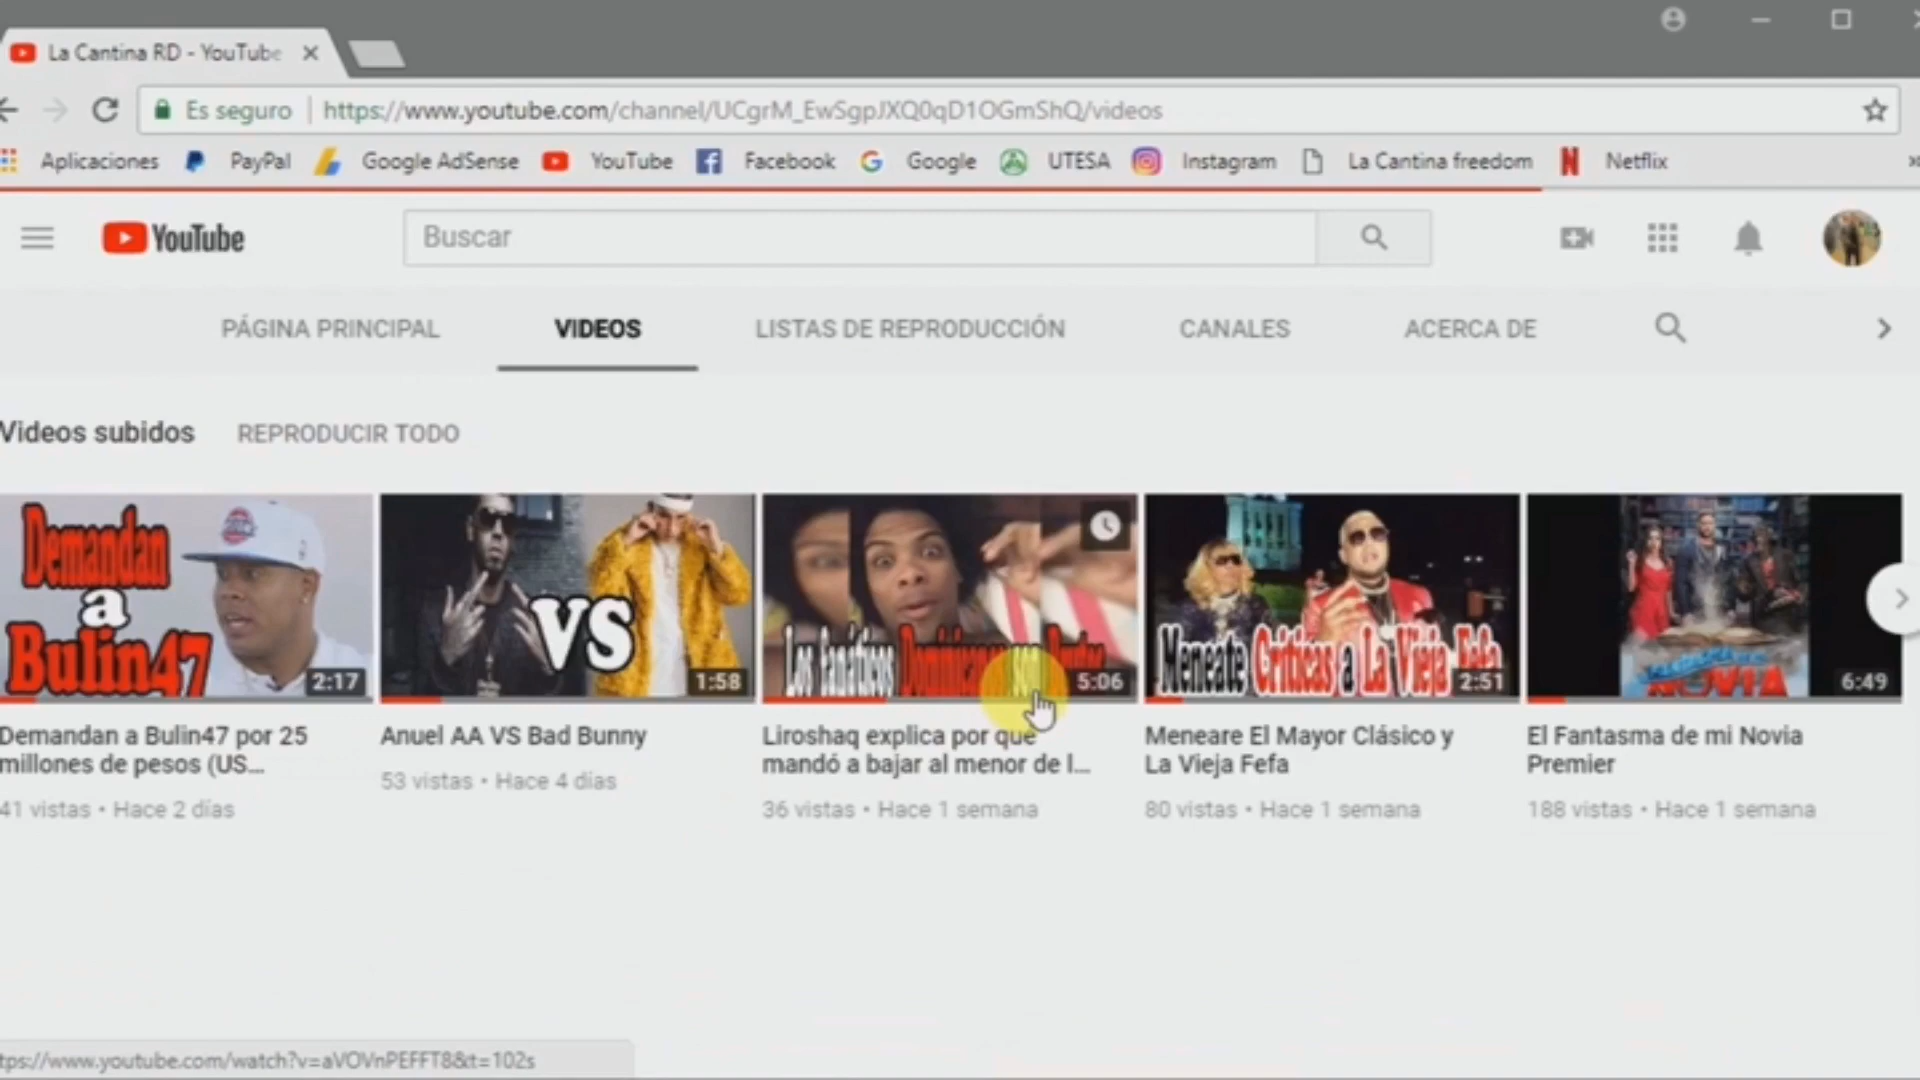 La Cantina RD - YouTube
Es seguro
https://www.youtube.com/channel/UCgrM_EwSgpJXQ0qD1OGmShQ/videos
Aplicaciones PayPal Google AdSense YouTube Facebook Google UTESA Instagram La Cantina freedom Netflix
YouTube
Buscar
PÁGINA PRINCIPAL VIDEOS LISTAS DE REPRODUCCIÓN CANALES ACERCA DE
Videos subidos REPRODUCIR TODO
Demandan
a
Bulin47
2:17
VS
1:58
Los fanáticos
5:06
Meneate Criticas a La Vieja Fefa
2:51
NOVIA
6:49
Demandan a Bulin47 por 25
millones de pesos (US...
41 vistas • Hace 2 días
Anuel AA VS Bad Bunny
53 vistas • Hace 4 días
Liroshaq explica por que
mandó a bajar al menor de l...
36 vistas • Hace 1 semana
Meneare El Mayor Clásico y
La Vieja Fefa
80 vistas • Hace 1 semana
El Fantasma de mi Novia
Premier
188 vistas • Hace 1 semana
tps://www.youtube.com/watch?v=aVOVnPEFFT8&t=102s